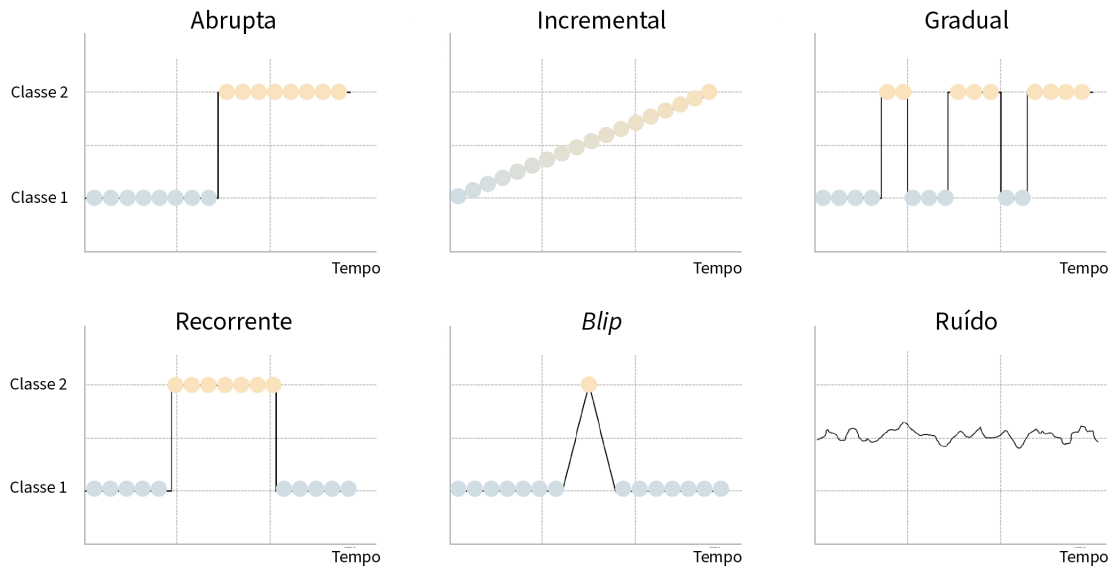 Abrupta
Incremental
Gradual
Classe 2
Classe 1
Tempo
Tempo
Tempo
Recorrente
Blip
Ruído
Classe 2
Classe 1
Tempo
Tempo
Tempo